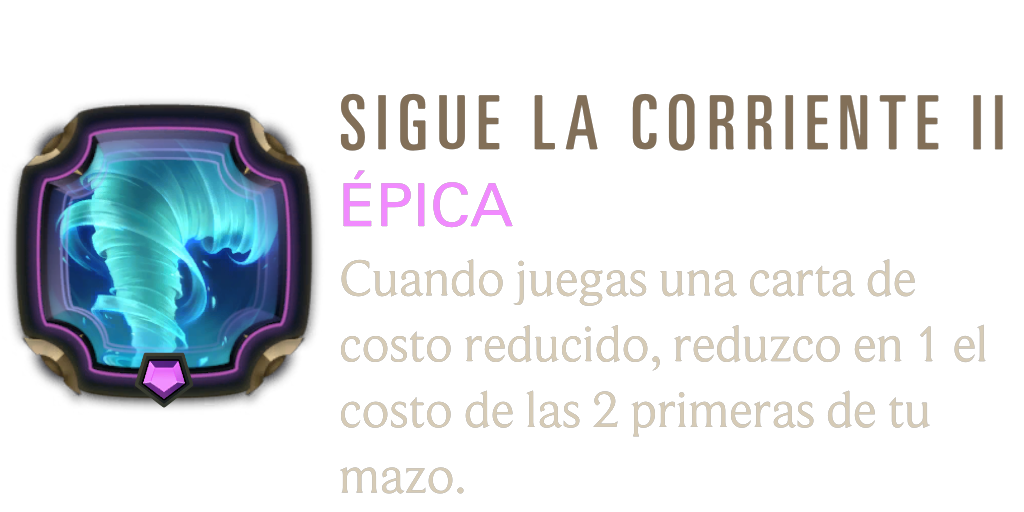 SIGUE LA CORRIENTE II
ÉPICA
Cuando juegas una carta de
costo reducido, reduzco en 1 el
costo de las 2 primeras de tu
mazo.